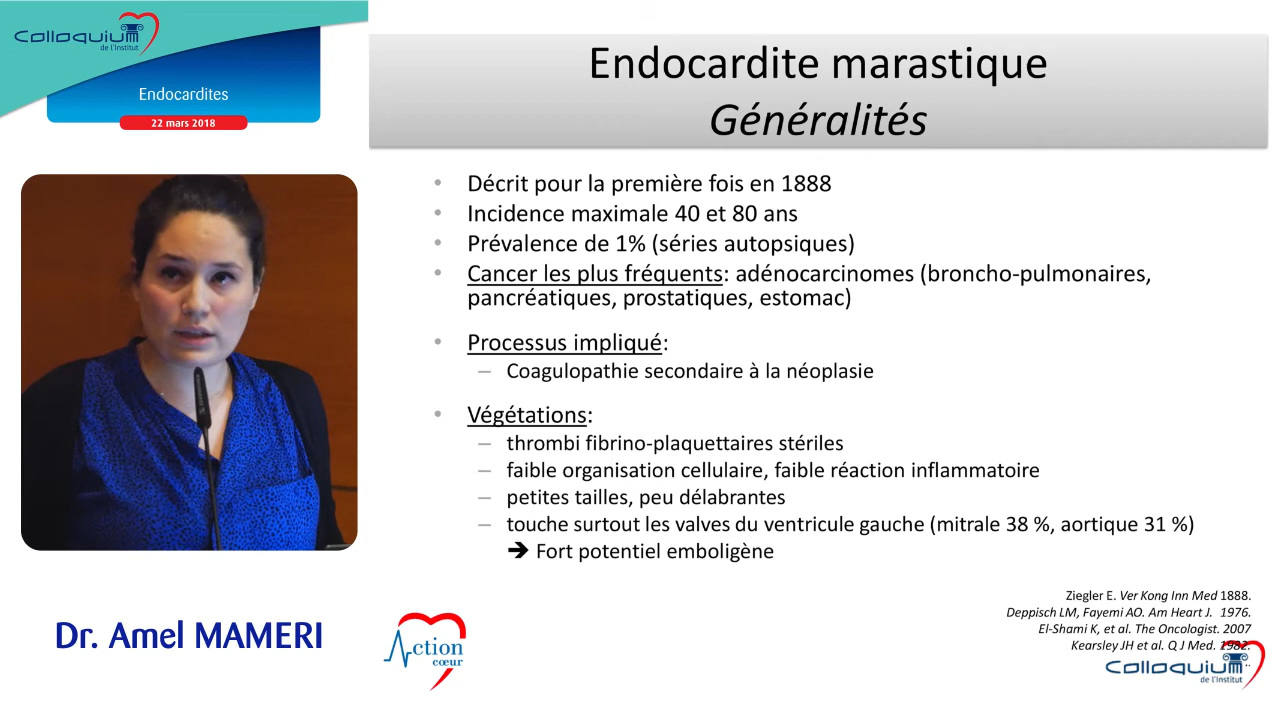 Colloquium
de l'Institut
Endocardites
22 mars 2018
Endocardite marastique
Généralités
• Décrit pour la première fois en 1888
• Incidence maximale 40 et 80 ans
• Prévalence de 1% (séries autopsiques)
• Cancer les plus fréquents: adénocarcinomes (broncho-pulmonaires,
pancréatiques, prostatiques, estomac)
• Processus impliqué:
– Coagulopathie secondaire à la néoplasie
• Végétations:
– thrombi fibrino-plaquettaires stériles
– faible organisation cellulaire, faible réaction inflammatoire
– petites tailles, peu délabrantes
– touche surtout les valves du ventricule gauche (mitrale 38 %, aortique 31 %)
➔ Fort potentiel emboligène
Ziegler E. Ver Kong Inn Med 1888.
Deppisch LM, Fayemi AO. Am Heart J. 1976.
El-Shami K, et al. The Oncologist. 2007
Kearsley JH et al. Q J Med. 1982.
Dr. Amel MAMERI
Action
cœur
Colloquium
de l'Institut